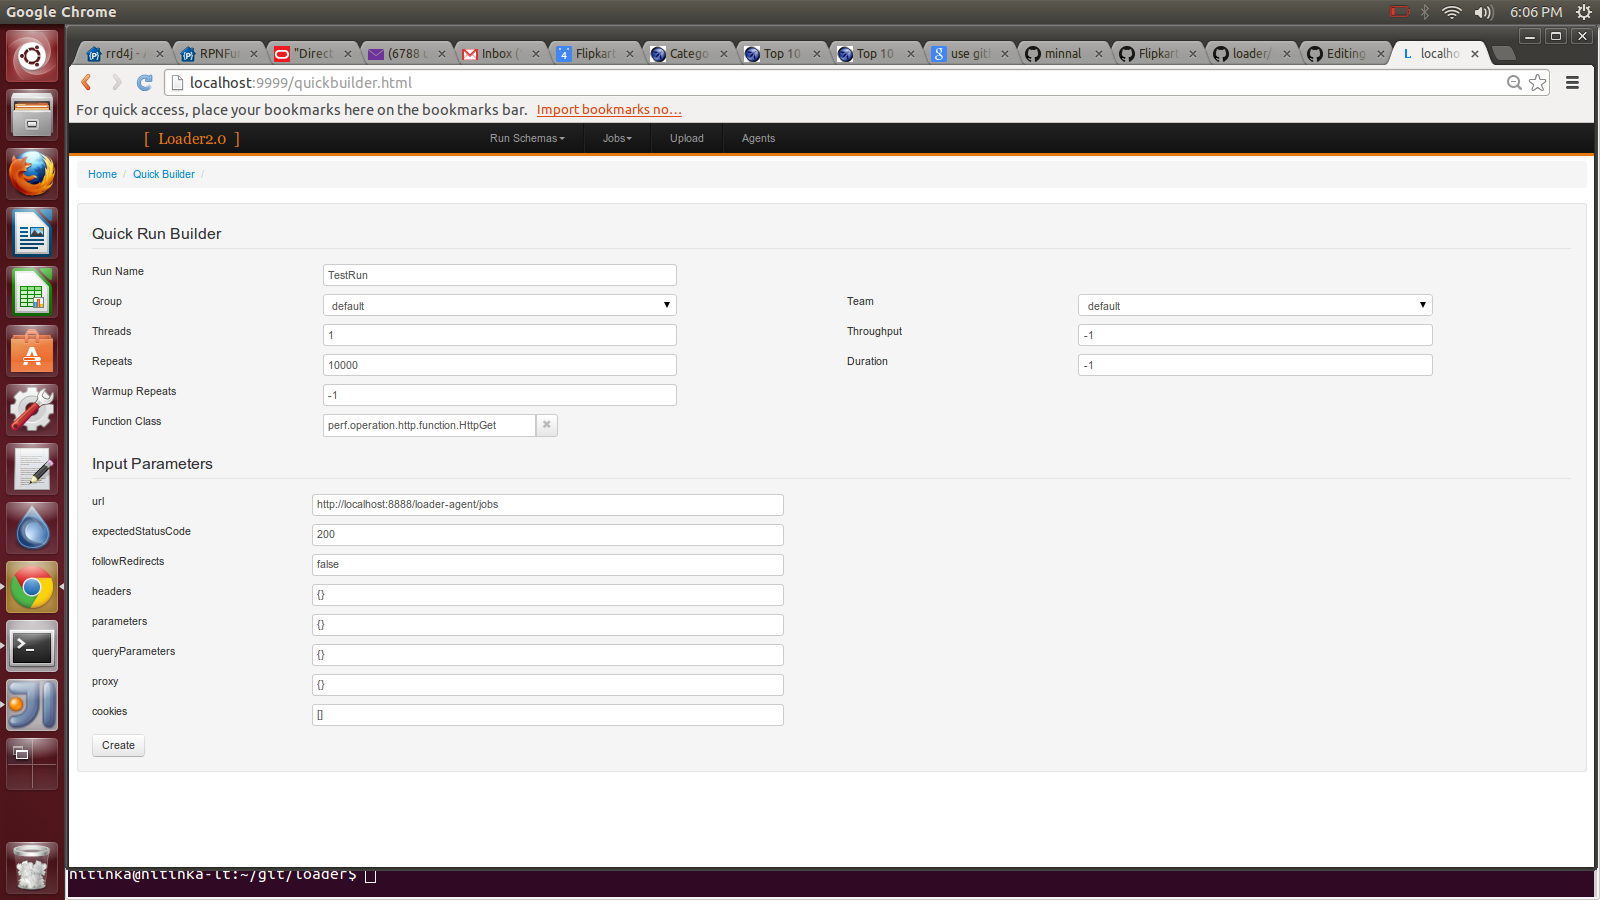 Google Chrome
6:06 PM
rrd4j - A
RPNFun
"Direct
(6788 u
Inbox (
Flipkart
Catego
Top 10
Top 10
use giti
minnal
Flipkart
loader/
Editing
localho
localhost:9999/quickbuilder.html
For quick access, place your bookmarks here on the bookmarks bar. Import bookmarks no...
[ Loader2.0 ]
Run Schemas
Jobs
Upload
Agents
Home / Quick Builder /
Quick Run Builder
Run Name TestRun
Group default Team default
Threads 1 Throughput -1
Repeats 10000 Duration -1
Warmup Repeats -1
Function Class perf.operation.http.function.HttpGet
Input Parameters
url http://localhost:8888/loader-agent/jobs
expectedStatusCode 200
followRedirects false
headers {}
parameters {}
queryParameters {}
proxy {}
cookies []
Create
nitinka@nitinka-lt:~/git/loader$